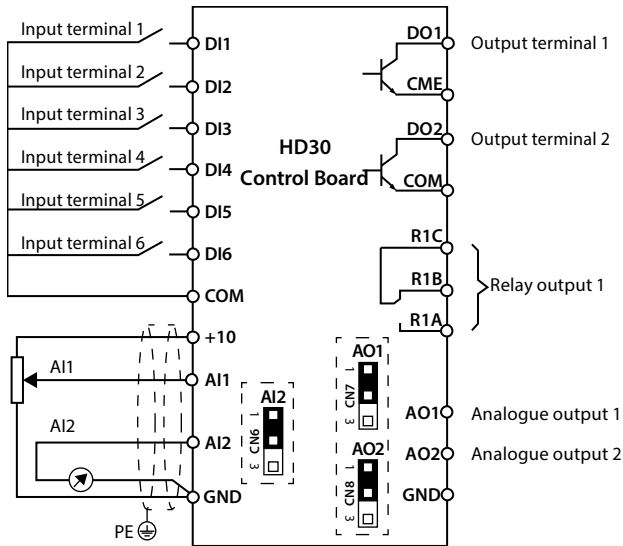 Input terminal 1
DI1
Input terminal 2
DI2
Input terminal 3
DI3
Input terminal 4
DI4
Input terminal 5
DI5
Input terminal 6
DI6
COM
+10
AI1
AI1
AI2
AI2
GND
PE
HD30
Control Board
AI2
1
CN6
3
AO1
1
CN7
3
AO2
1
CN8
3
DO1
Output terminal 1
CME
DO2
Output terminal 2
COM
R1C
R1B
Relay output 1
R1A
AO1
Analogue output 1
AO2
Analogue output 2
GND